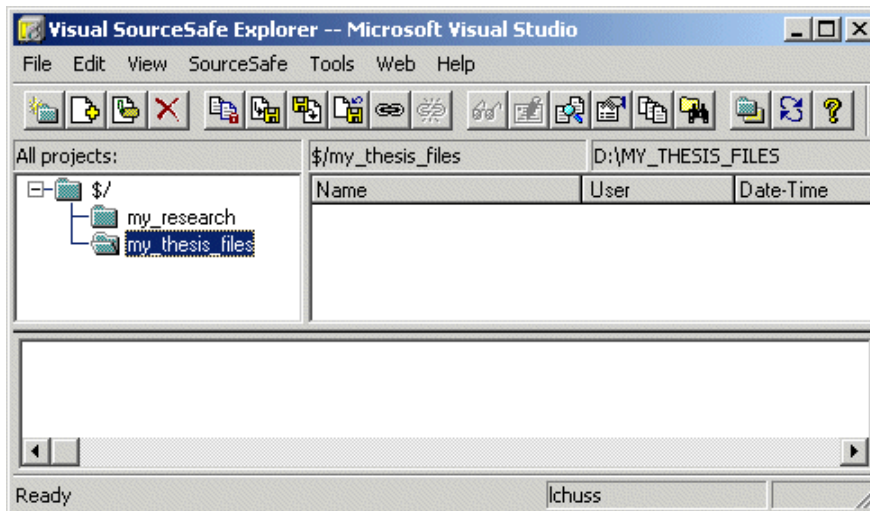 Visual SourceSafe Explorer -- Microsoft Visual Studio
File Edit View SourceSafe Tools Web Help
All projects: $/my_thesis_files D:\MY_THESIS_FILES
$/ Name User Date-Time
my_research
my_thesis_files
Ready lchuss